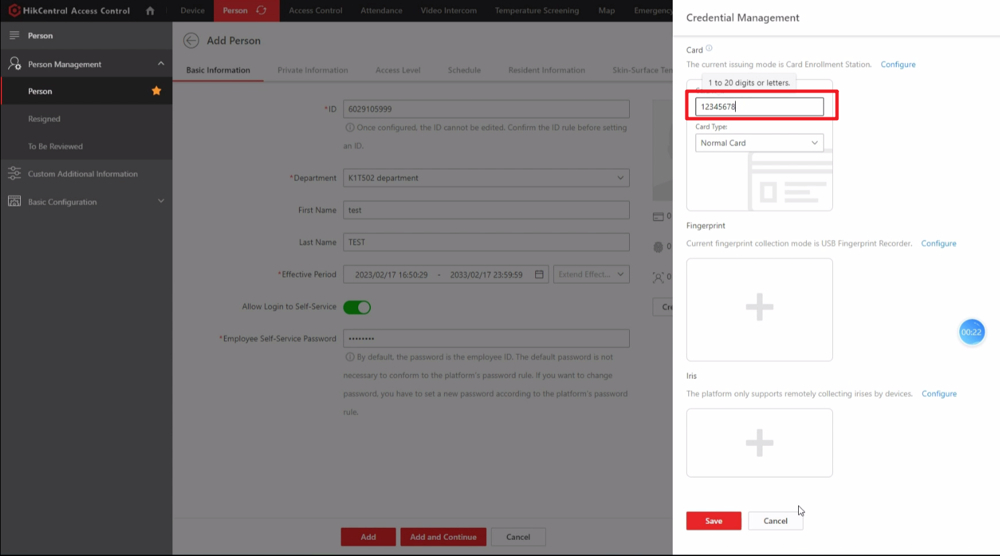 HikCentral Access Control
Device
Person
Access Control
Attendance
Video Intercom
Temperature Screening
Map
Emergency
Person
Person Management
Person
Resigned
To Be Reviewed
Custom Additional Information
Basic Configuration
Add Person
Basic Information
Private Information
Access Level
Schedule
Resident Information
Skin-Surface Ten
*ID
6029105999
Once configured, the ID cannot be edited. Confirm the ID rule before setting
an ID.
*Department
K1T502 department
First Name
test
Last Name
TEST
*Effective Period
2023/02/17 16:50:29 - 2033/02/17 23:59:59
Extend Effect...
Allow Login to Self-Service
*Employee Self-Service Password
••••••••
By default, the password is the employee ID. The default password is not
necessary to conform to the platform's password rule. If you want to change
password, you have to set a new password according to the platform's password
rule.
0
0
0
Cre
Add
Add and Continue
Cancel
Credential Management
Card
The current issuing mode is Card Enrollment Station. Configure
1 to 20 digits or letters.
12345678
Card Type:
Normal Card
Fingerprint
Current fingerprint collection mode is USB Fingerprint Recorder. Configure
00:22
Iris
The platform only supports remotely collecting irises by devices. Configure
Save
Cancel